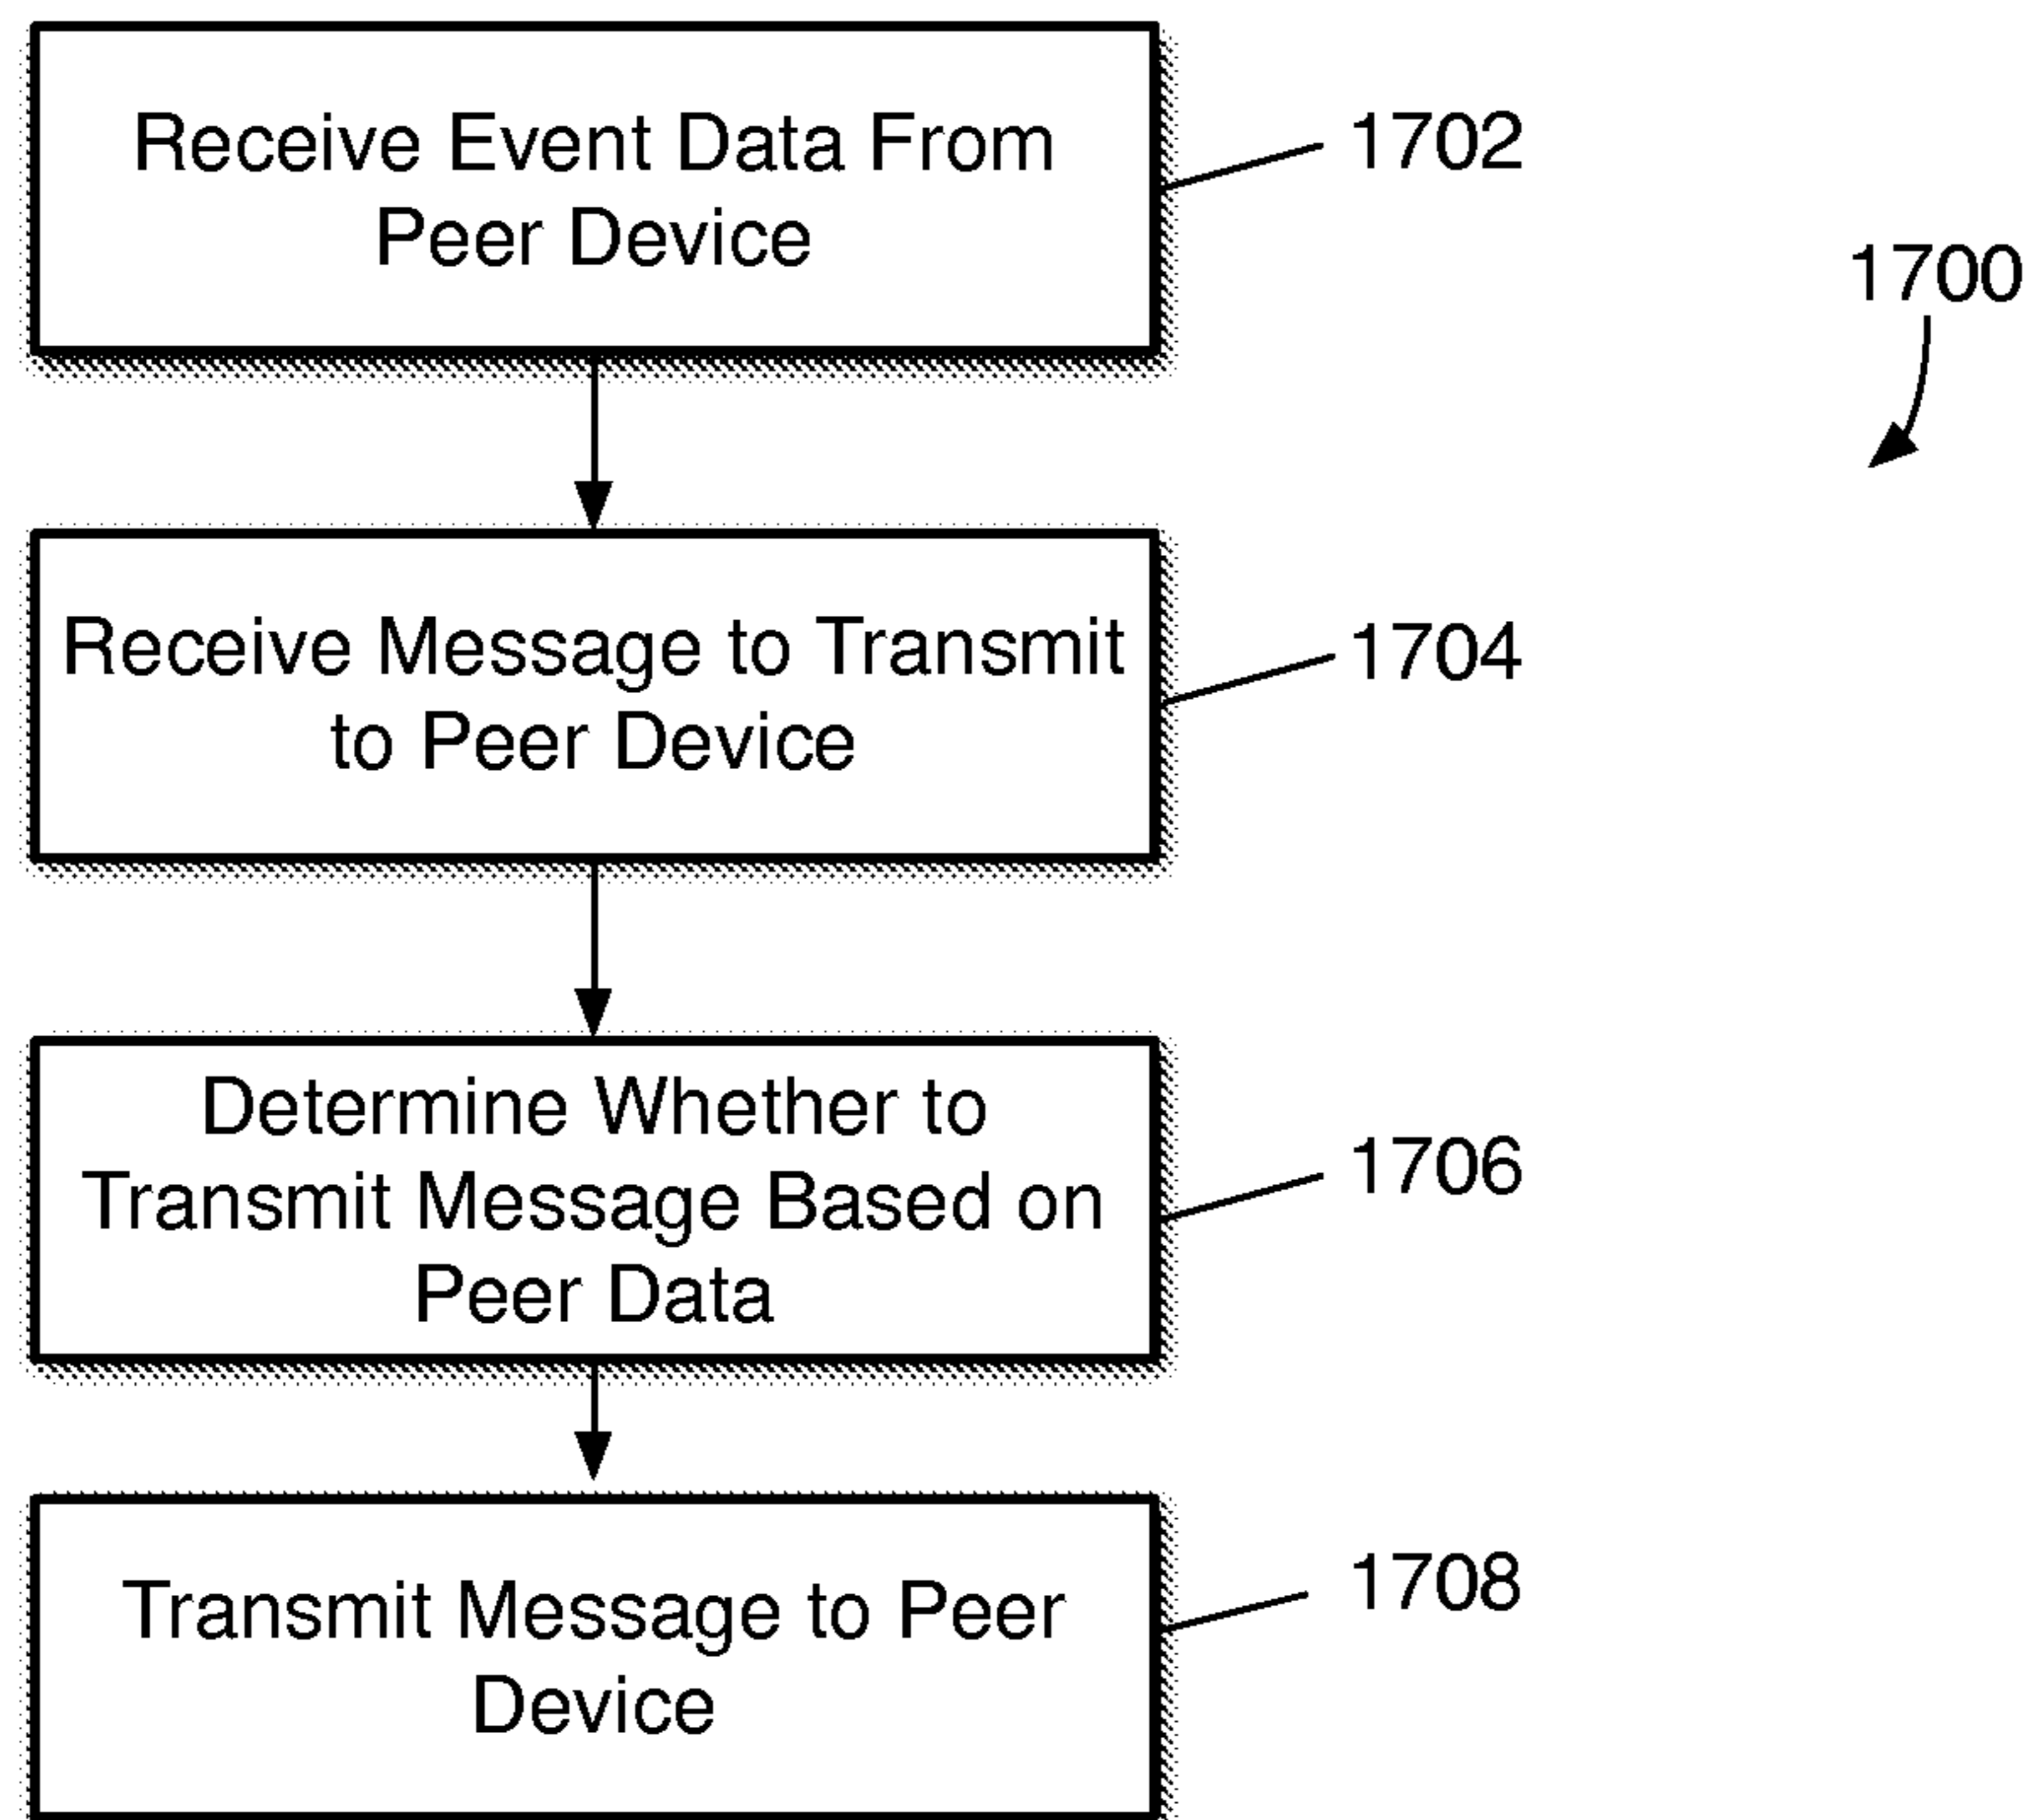 Receive Event Data From
Peer Device
1702
1700
Receive Message to Transmit
to Peer Device
1704
Determine Whether to
Transmit Message Based on
Peer Data
1706
Transmit Message to Peer
Device
1708